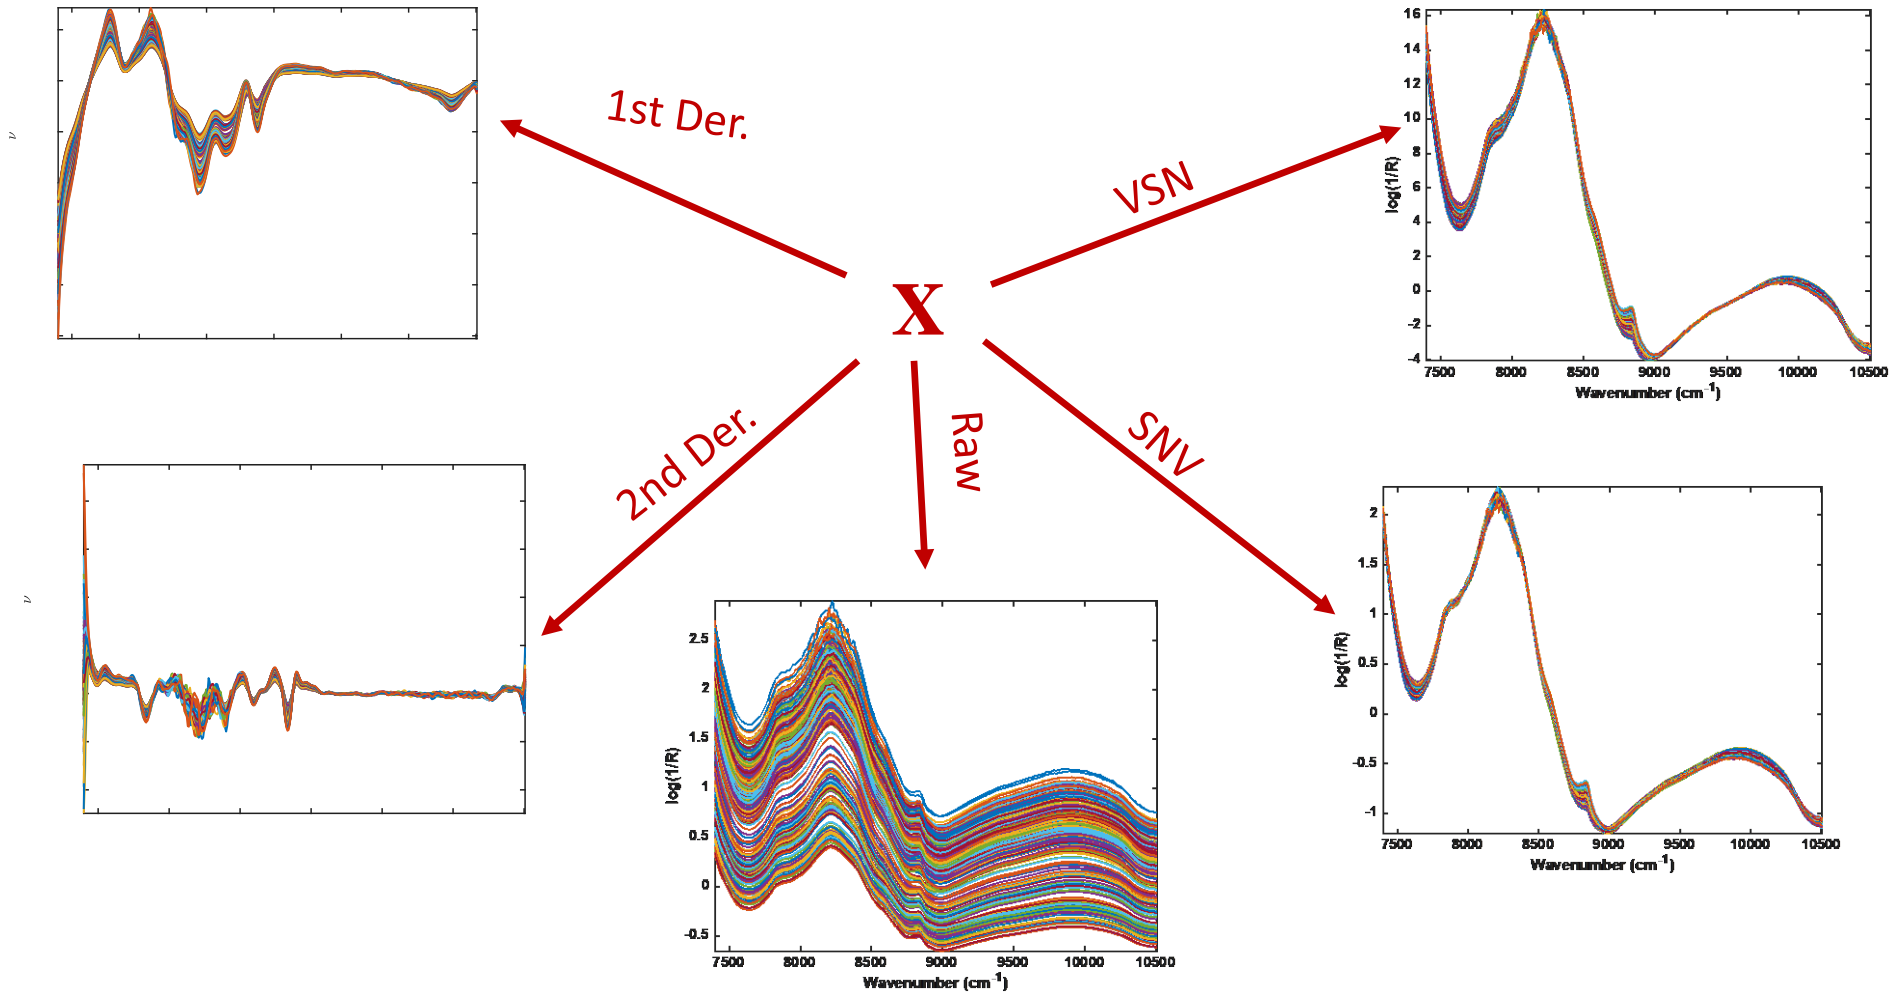 ν
1st Der.
VSN
X
2nd Der.
Raw
SNV
ν
16
14
12
10
8
6
4
2
0
-2
-4
log(1/R)
7500 8000 8500 9000 9500 10000 10500
Wavenumber (cm⁻¹)
2.5
2
1.5
1
0.5
0
-0.5
log(1/R)
7500 8000 8500 9000 9500 10000 10500
Wavenumber (cm⁻¹)
2
1.5
1
0.5
0
-0.5
-1
log(1/R)
7500 8000 8500 9000 9500 10000 10500
Wavenumber (cm⁻¹)